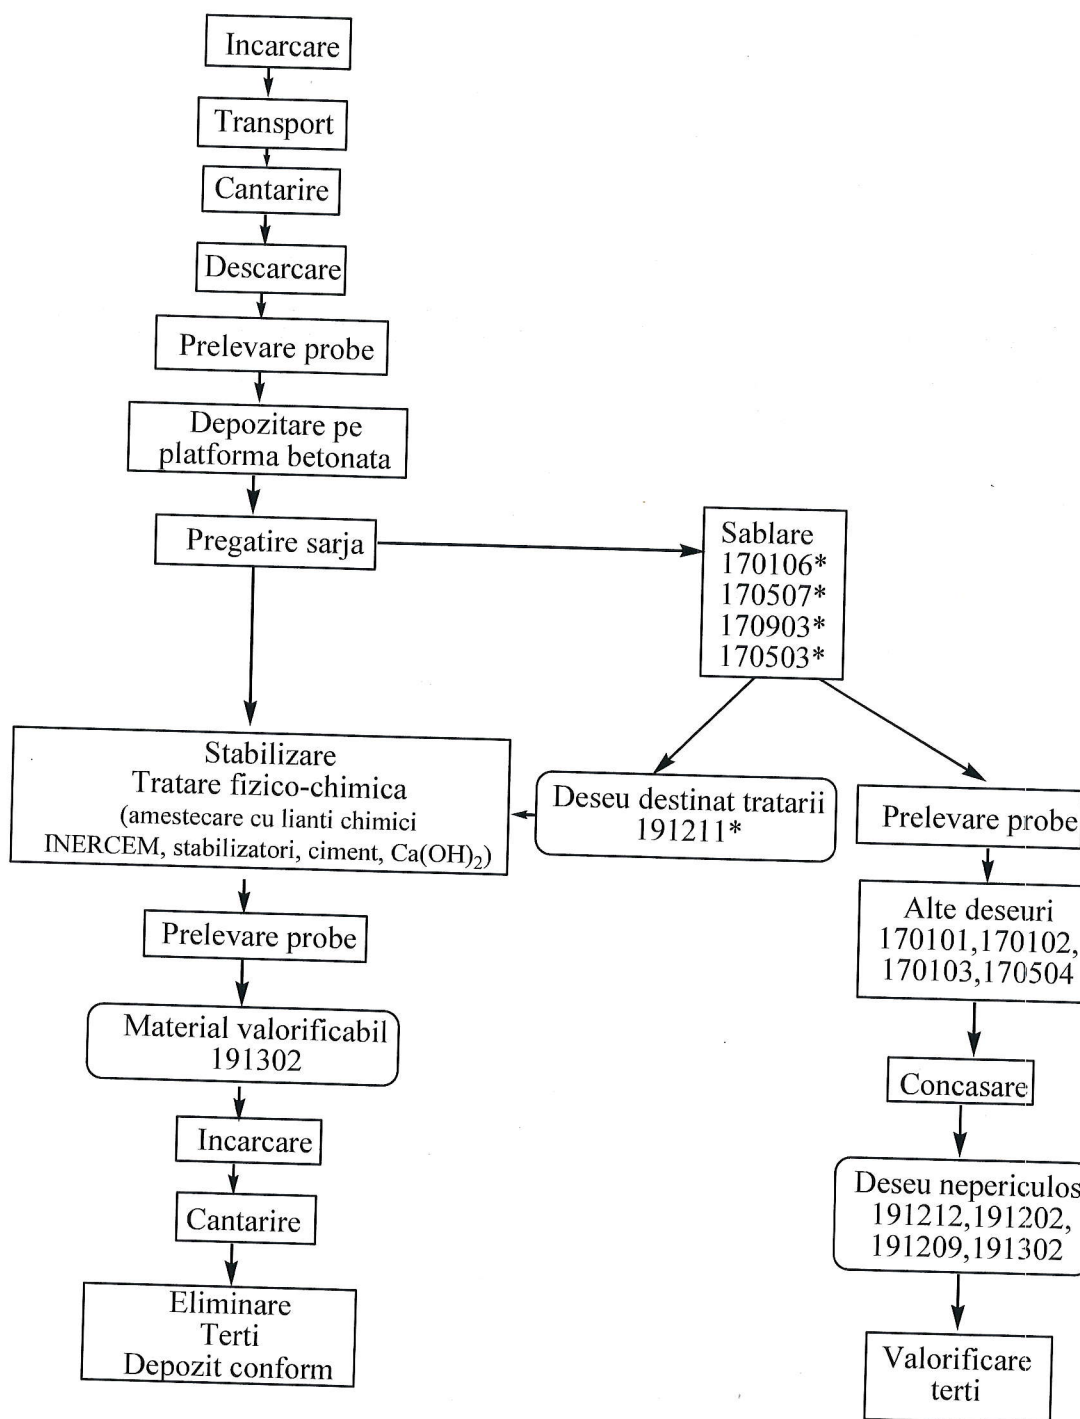 Incarcare
Transport
Cantarire
Descarcare
Prelevare probe
Depozitare pe
platforma betonata
Pregatire sarja
Sablare
170106*
170507*
170903*
170503*
Stabilizare
Tratare fizico-chimica
(amestecare cu lianti chimici
INERCEM, stabilizatori, ciment, Ca(OH)₂)
Deseu destinat tratarii
191211*
Prelevare probe
Alte deseuri
170101,170102,
170103,170504
Prelevare probe
Material valorificabil
191302
Concasare
Incarcare
Deseu nepericulos
191212,191202,
191209,191302
Cantarire
Eliminare
Terti
Depozit conform
Valorificare
terti